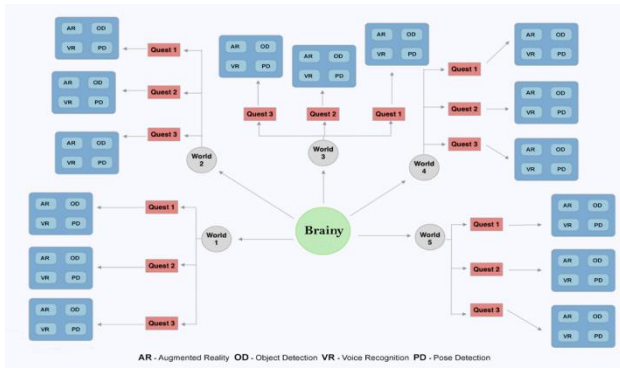 AR OD
VR PD
Quest 1
AR OD
VR PD
Quest 2
AR OD
VR PD
Quest 3
World 2
AR OD
VR PD
Quest 3
AR OD
VR PD
Quest 2
AR OD
VR PD
Quest 1
World 3
AR OD
VR PD
Quest 1
AR OD
VR PD
Quest 2
AR OD
VR PD
Quest 3
World 4
AR OD
VR PD
Quest 1
AR OD
VR PD
Quest 2
AR OD
VR PD
Quest 3
World 1
Brainy
World 5
Quest 1
AR OD
VR PD
Quest 2
AR OD
VR PD
Quest 3
AR OD
VR PD
AR - Augmented Reality OD - Object Detection VR - Voice Recognition PD - Pose Detection